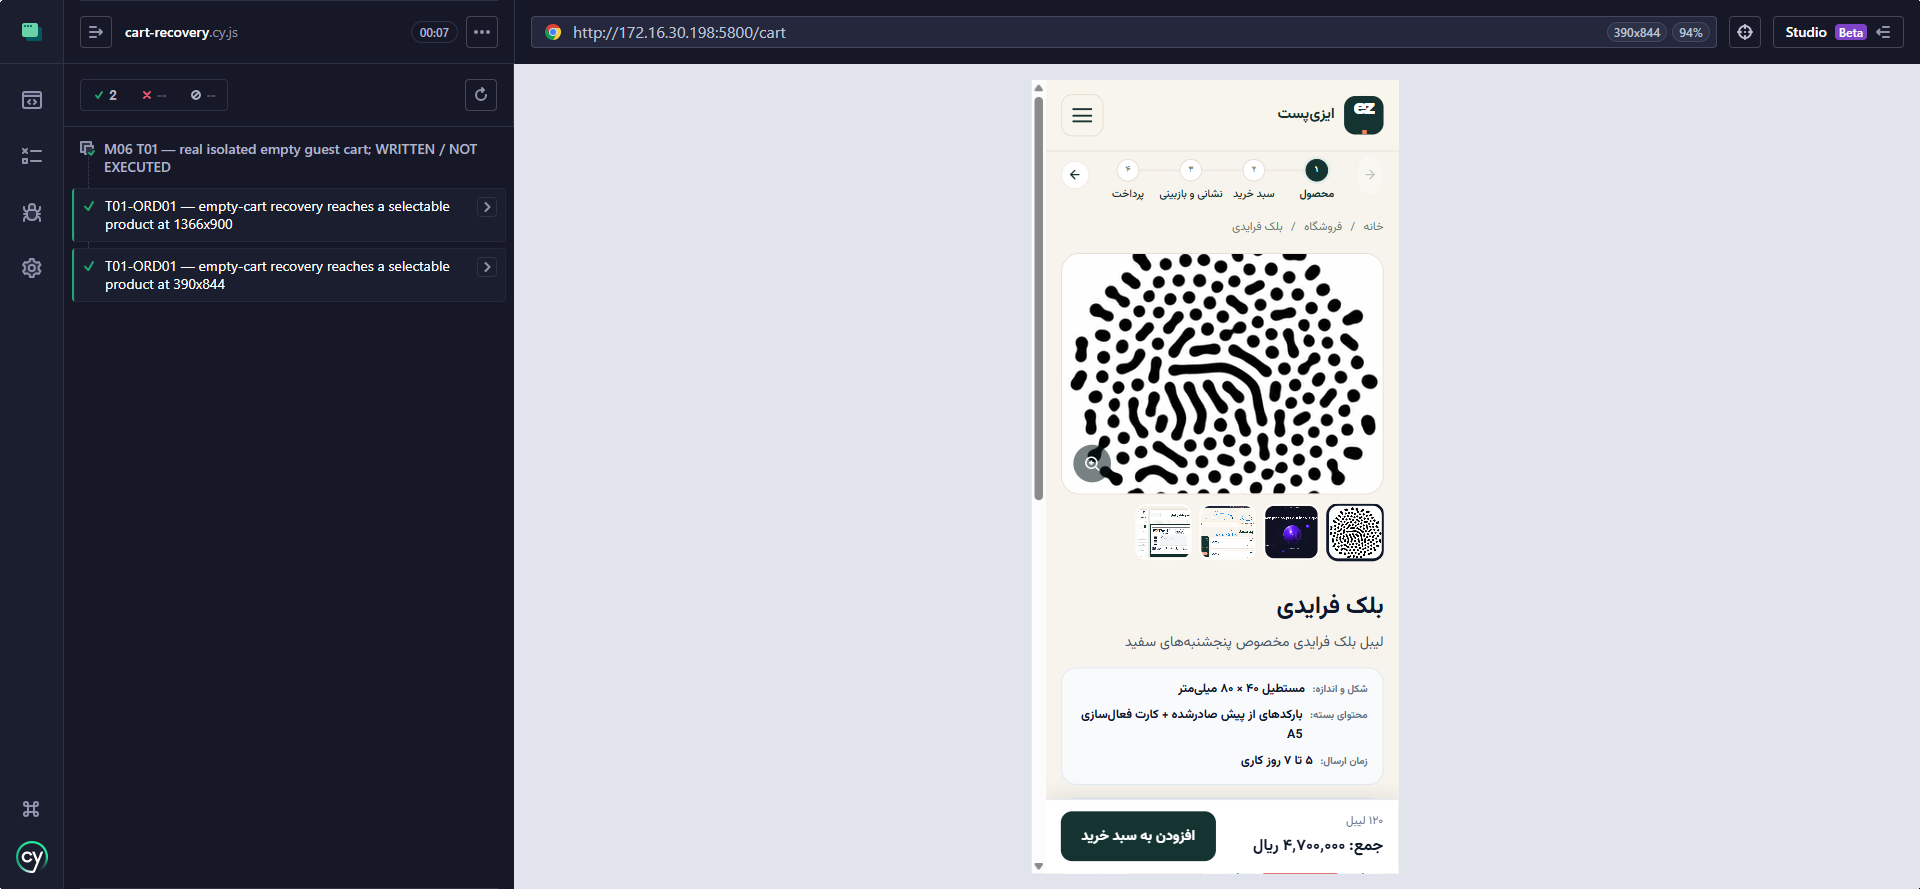 cart-recovery.cy.js
00:07
http://172.16.30.198:5800/cart
390x844
94%
Studio
Beta
2
--
--
M06 T01 — real isolated empty guest cart; WRITTEN / NOT
EXECUTED
T01-ORD01 — empty-cart recovery reaches a selectable
product at 1366x900
T01-ORD01 — empty-cart recovery reaches a selectable
product at 390x844
cy
ez
ایزی‌پست
۱
۲
۳
۴
محصول
سبد خرید
نشانی و بازبینی
پرداخت
خانه / فروشگاه / بلک فرایدی
بلک فرایدی
لیبل بلک فرایدی مخصوص پنجشنبه‌های سفید
شکل و اندازه: مستطیل ۴۰ × ۸۰ میلی‌متر
محتوای بسته: بارکدهای از پیش صادرشده + کارت فعال‌سازی
A5
زمان ارسال: ۵ تا ۷ روز کاری
۱۲۰ لیبل
جمع: ۴,۷۰۰,۰۰۰ ریال
افزودن به سبد خرید